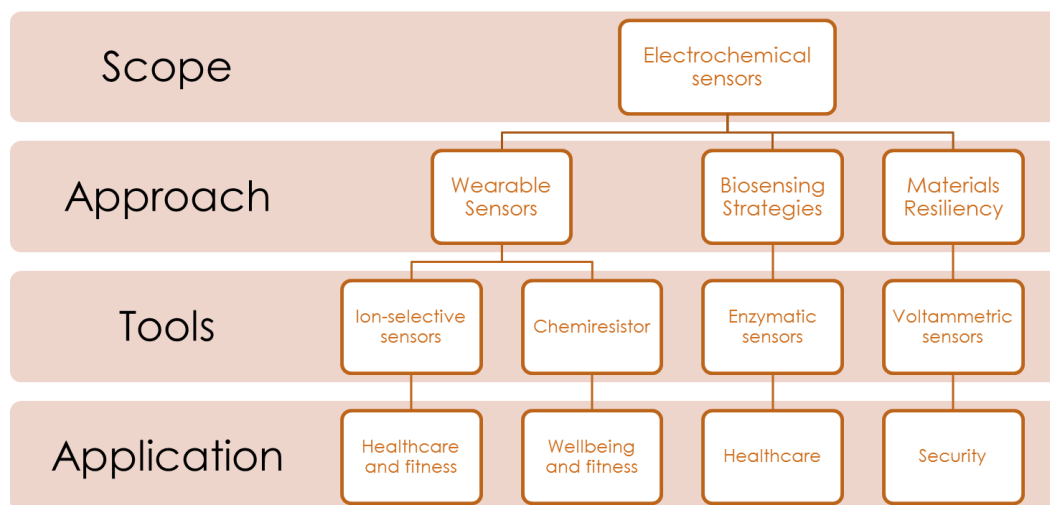 Scope
Electrochemical
sensors
Approach
Wearable
Sensors
Biosensing
Strategies
Materials
Resiliency
Tools
Ion-selective
sensors
Chemiresistor
Enzymatic
sensors
Voltammetric
sensors
Application
Healthcare
and fitness
Wellbeing
and fitness
Healthcare
Security